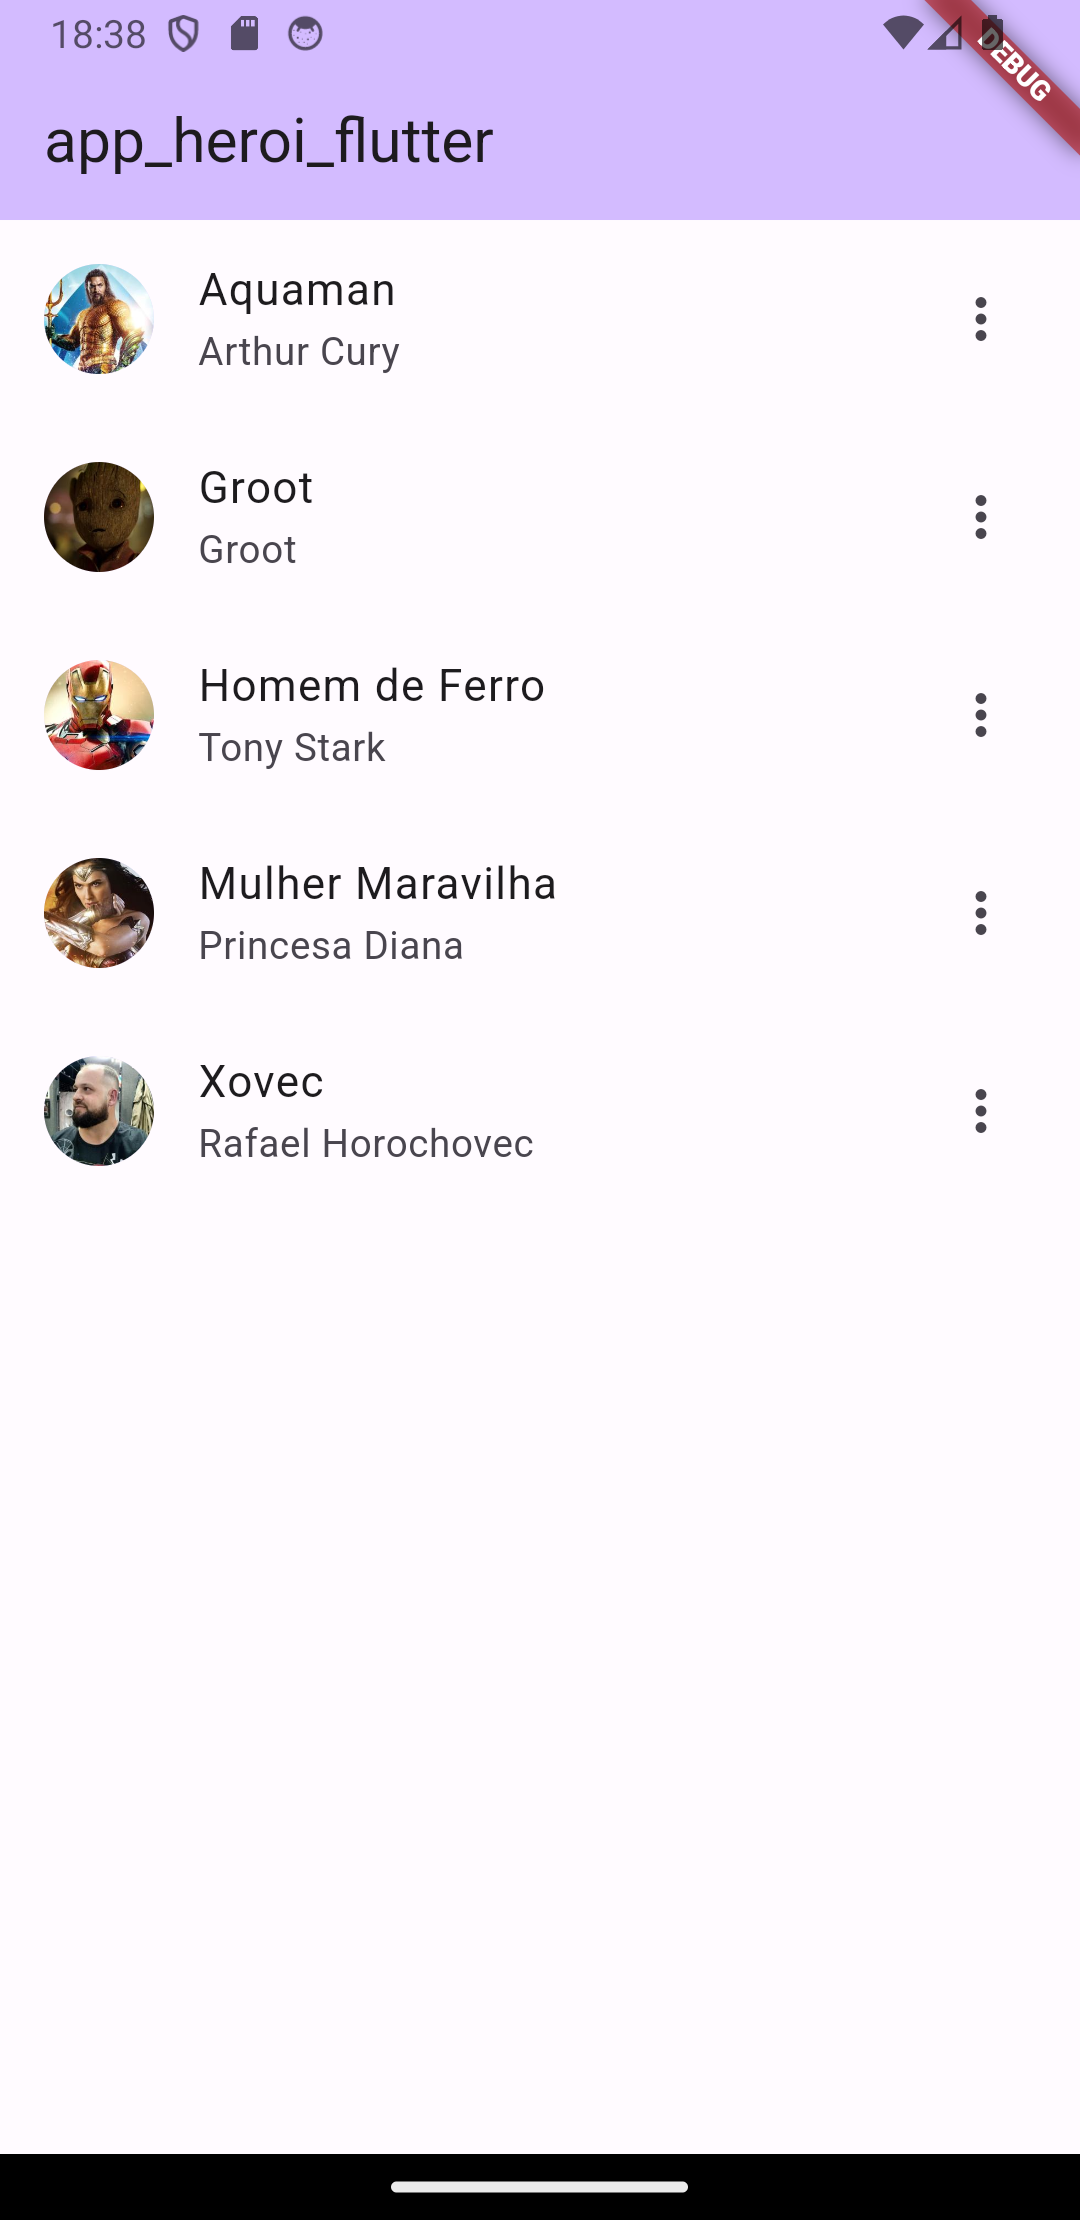 18:38
DEBUG
app_heroi_flutter
Aquaman
Arthur Cury
Groot
Groot
Homem de Ferro
Tony Stark
Mulher Maravilha
Princesa Diana
Xovec
Rafael Horochovec